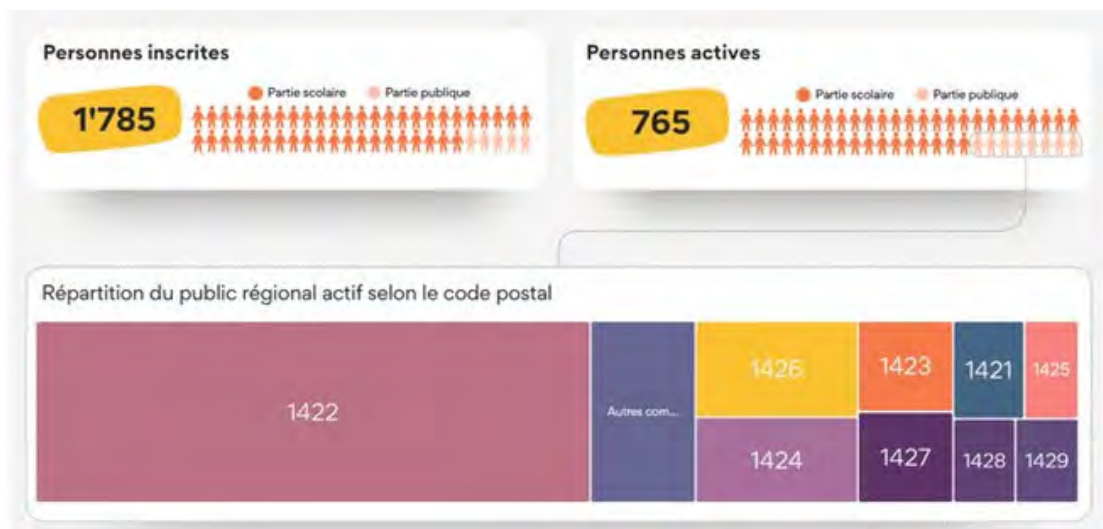 Personnes inscrites
1'785
Partie scolaire Partie publique
Personnes actives
765
Partie scolaire Partie publique
Répartition du public régional actif selon le code postal
1422
Autres com...
1426
1423
1421
1425
1424
1427
1428
1429